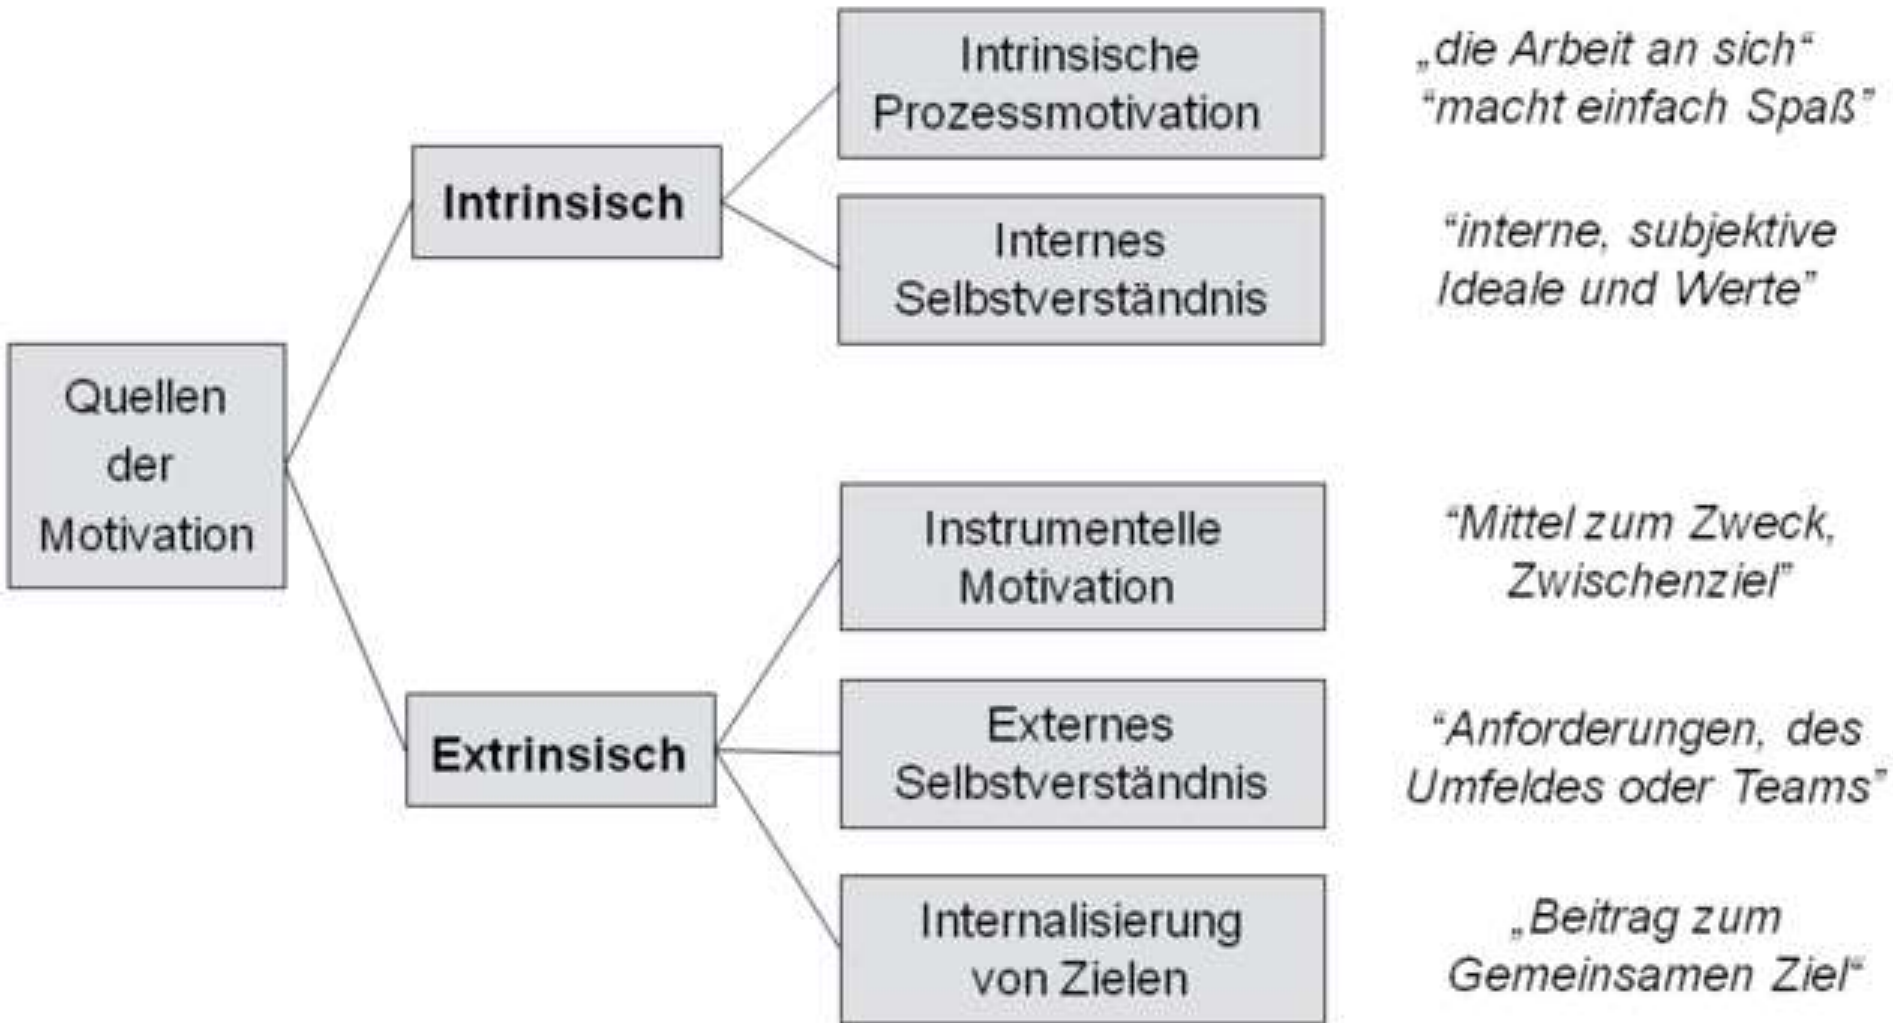 Quellen
der
Motivation
Intrinsisch
Intrinsische
Prozessmotivation
„die Arbeit an sich“
“macht einfach Spaß”
Internes
Selbstverständnis
“interne, subjektive
Ideale und Werte”
Extrinsisch
Instrumentelle
Motivation
“Mittel zum Zweck,
Zwischenziel”
Externes
Selbstverständnis
“Anforderungen, des
Umfeldes oder Teams”
Internalisierung
von Zielen
„Beitrag zum
Gemeinsamen Ziel“